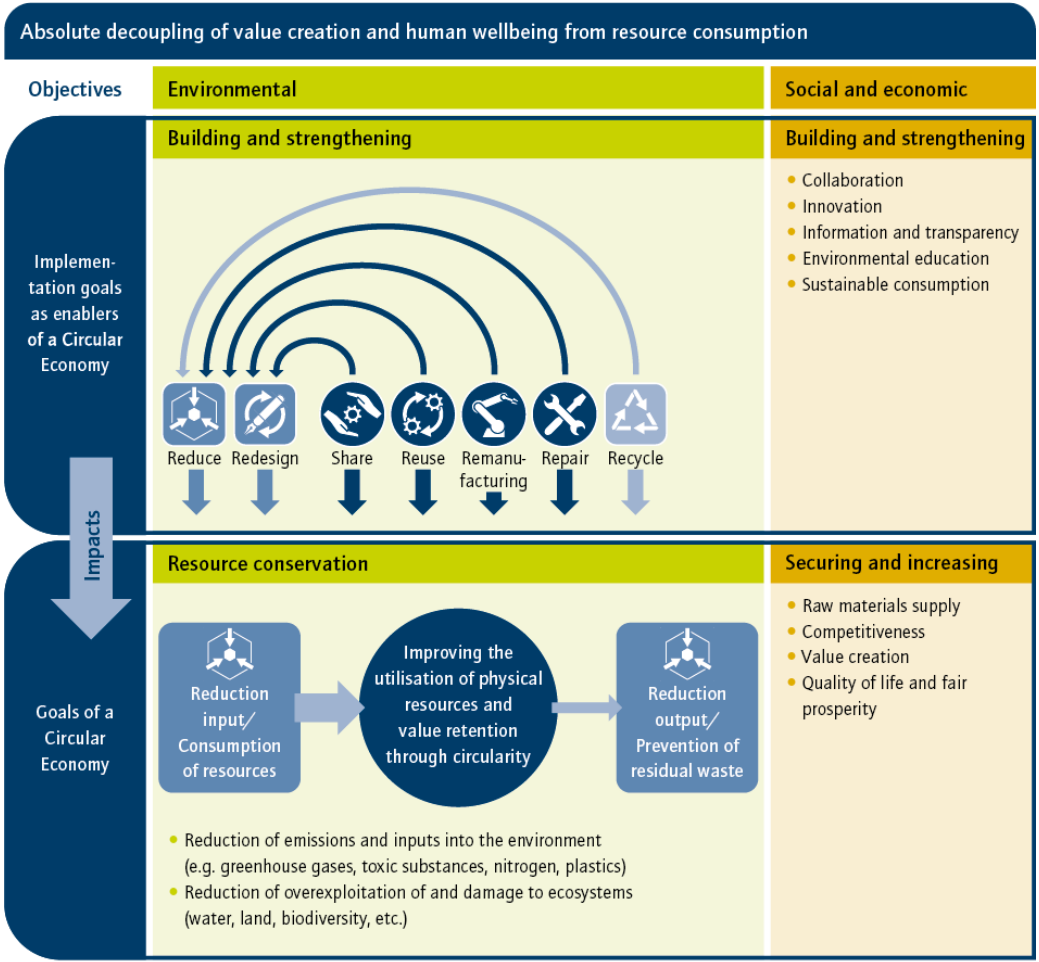 Absolute decoupling of value creation and human wellbeing from resource consumption
Objectives
Environmental
Social and economic
Implemen-
tation goals
as enablers
of a Circular
Economy
Building and strengthening
Reduce
Redesign
Share
Reuse
Remanu-
facturing
Repair
Recycle
Building and strengthening
• Collaboration
• Innovation
• Information and transparency
• Environmental education
• Sustainable consumption
Impacts
Goals of a
Circular
Economy
Resource conservation
Reduction
input/
Consumption
of resources
Improving the
utilisation of physical
resources and
value retention
through circularity
Reduction
output/
Prevention of
residual waste
• Reduction of emissions and inputs into the environment
(e.g. greenhouse gases, toxic substances, nitrogen, plastics)
• Reduction of overexploitation of and damage to ecosystems
(water, land, biodiversity, etc.)
Securing and increasing
• Raw materials supply
• Competitiveness
• Value creation
• Quality of life and fair
prosperity